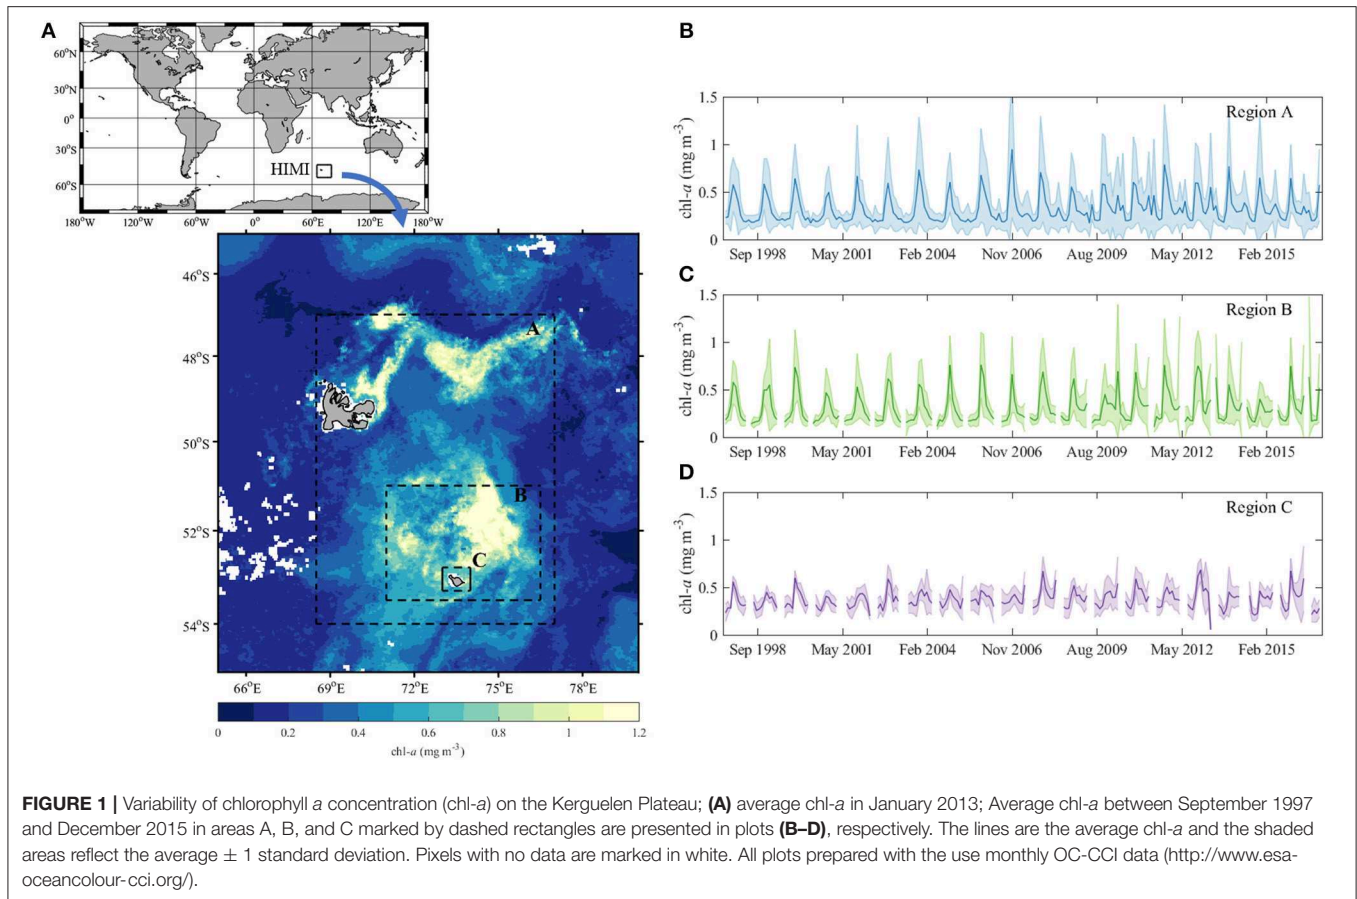 A
60°N
30°N
0°
30°S
60°S
HIMI
180°W 120°W 60°W 0° 60°E 120°E 180°W
46°S
48°S
50°S
52°S
54°S
A
B
C
66°E 69°E 72°E 75°E 78°E
0 0.2 0.4 0.6 0.8 1 1.2
chl-a (mg m-3)
B
Region A
chl-a (mg m-3)
1.5
1
0.5
0
Sep 1998 May 2001 Feb 2004 Nov 2006 Aug 2009 May 2012 Feb 2015
C
Region B
chl-a (mg m-3)
1.5
1
0.5
0
Sep 1998 May 2001 Feb 2004 Nov 2006 Aug 2009 May 2012 Feb 2015
D
Region C
chl-a (mg m-3)
1.5
1
0.5
0
Sep 1998 May 2001 Feb 2004 Nov 2006 Aug 2009 May 2012 Feb 2015
FIGURE 1 | Variability of chlorophyll a concentration (chl-a) on the Kerguelen Plateau; (A) average chl-a in January 2013; Average chl-a between September 1997
and December 2015 in areas A, B, and C marked by dashed rectangles are presented in plots (B–D), respectively. The lines are the average chl-a and the shaded
areas reflect the average ± 1 standard deviation. Pixels with no data are marked in white. All plots prepared with the use monthly OC-CCI data (http://www.esa-
oceancolour-cci.org/).